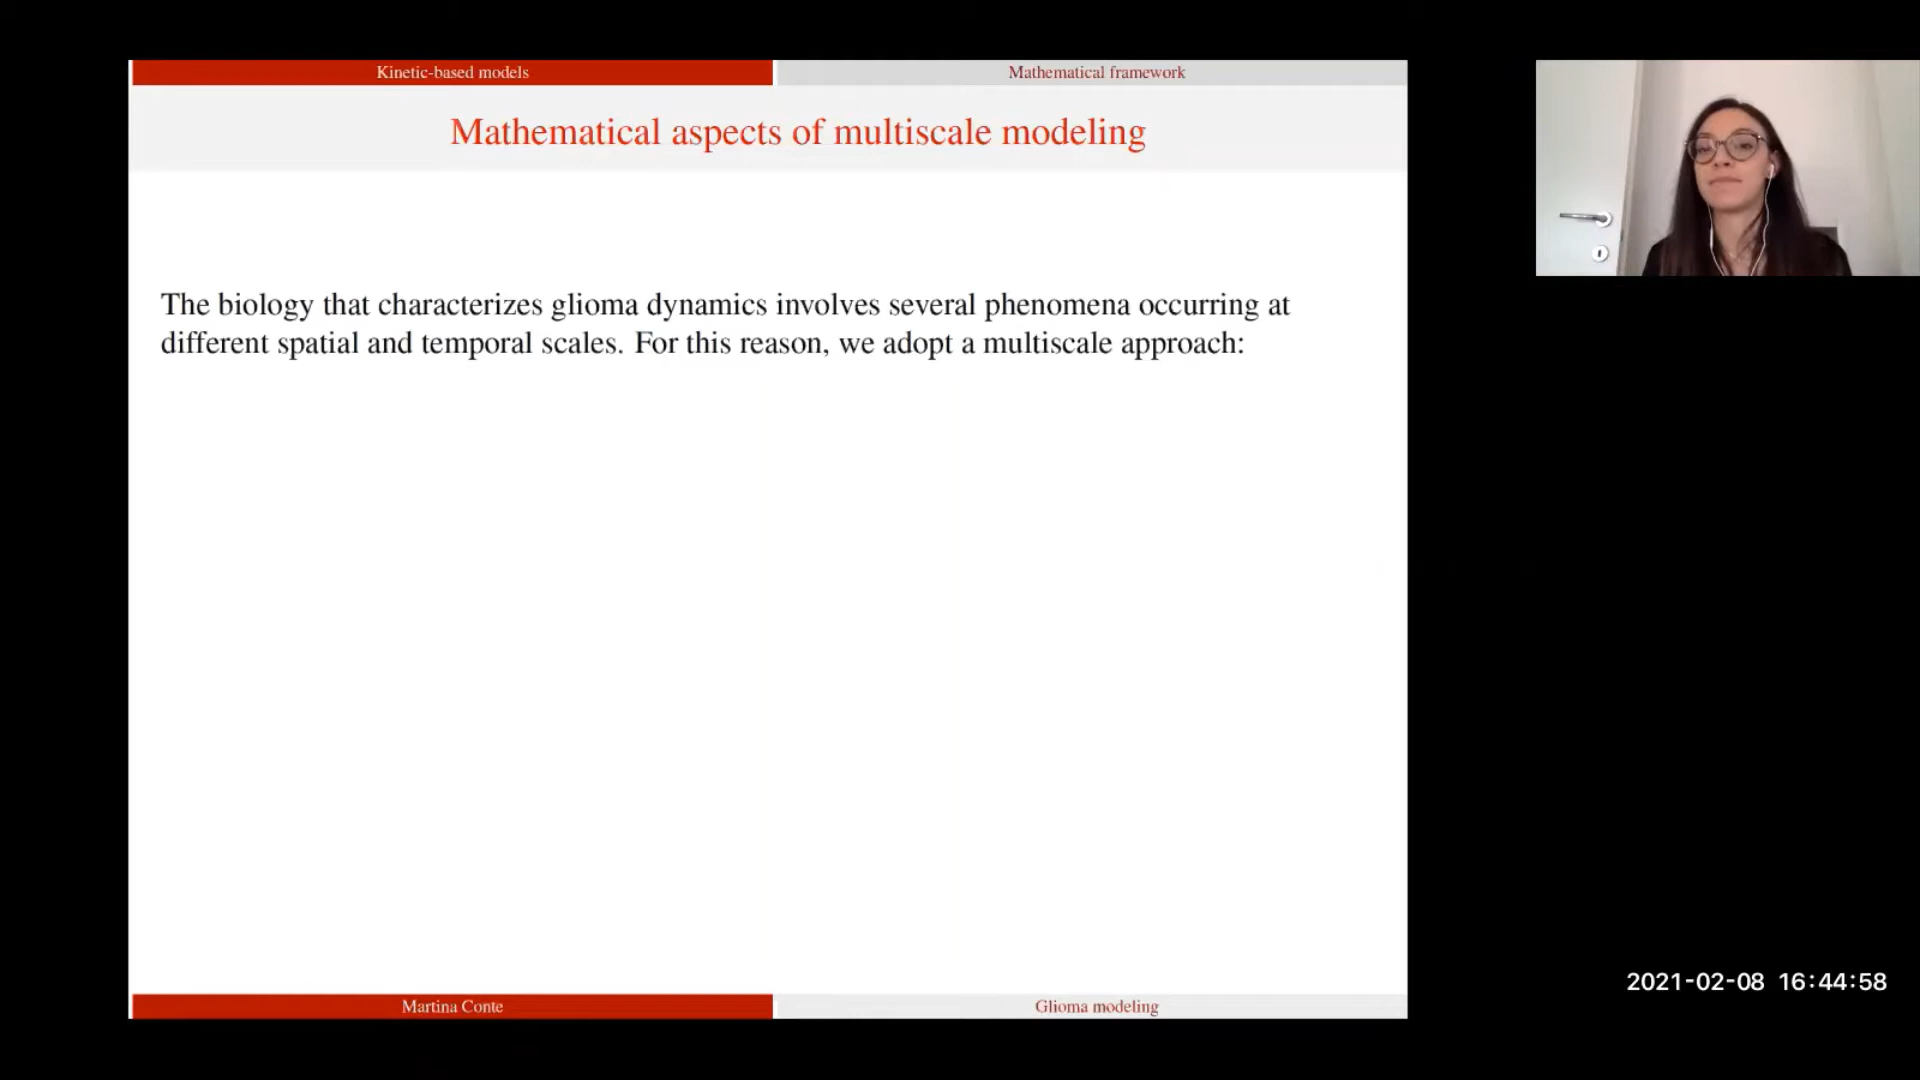 Kinetic-based models
Mathematical framework
Mathematical aspects of multiscale modeling
The biology that characterizes glioma dynamics involves several phenomena occurring at
different spatial and temporal scales. For this reason, we adopt a multiscale approach:
Martina Conte
Glioma modeling
2021-02-08 16:44:58